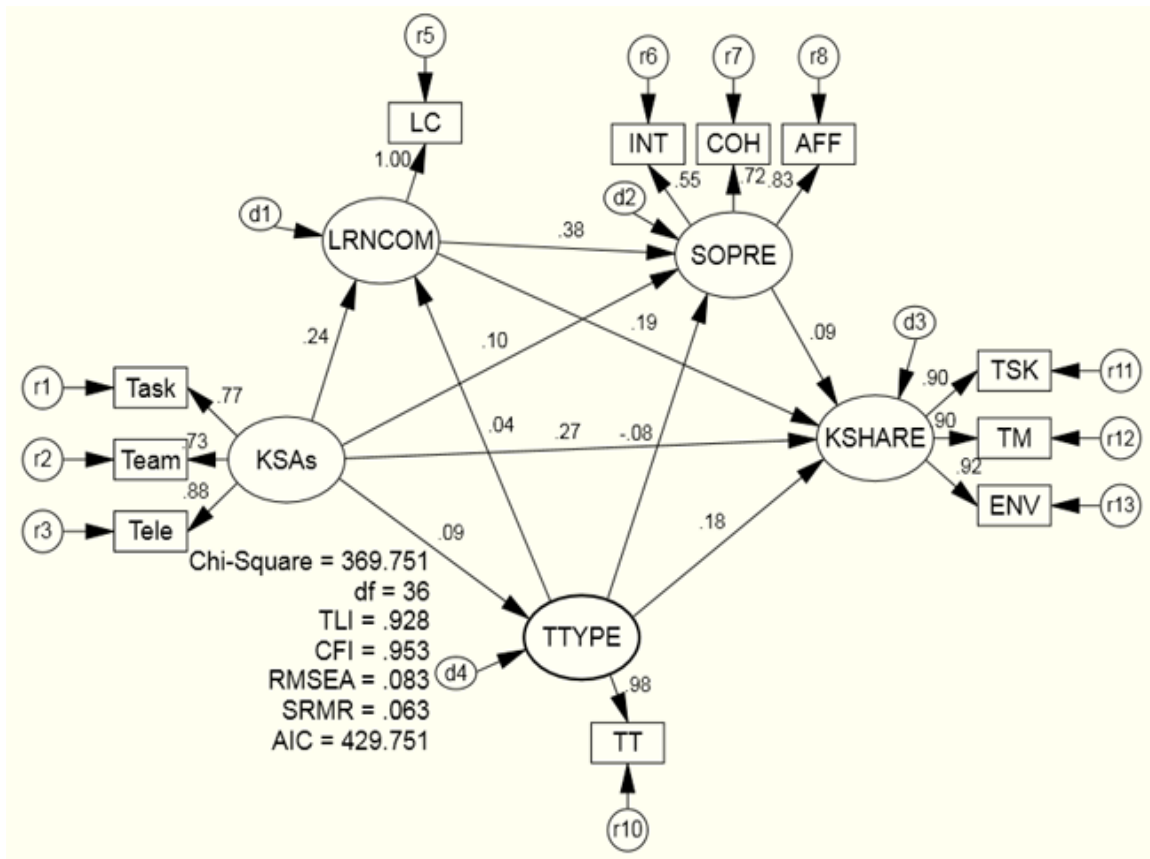 r5
r6
r7
r8
LC
INT
COH
AFF
1.00
.55
.72
.83
d1
d2
LRNCOM
SOPRE
.38
.24
.10
.19
.09
d3
r1
Task
.77
r2
Team
.73
r3
Tele
.88
KSAs
.04
.27
-.08
KSHARE
.90
TSK
r11
.90
TM
r12
.92
ENV
r13
.09
.18
Chi-Square = 369.751
df = 36
TLI = .928
CFI = .953
RMSEA = .083
SRMR = .063
AIC = 429.751
d4
TTYPE
.98
TT
r10